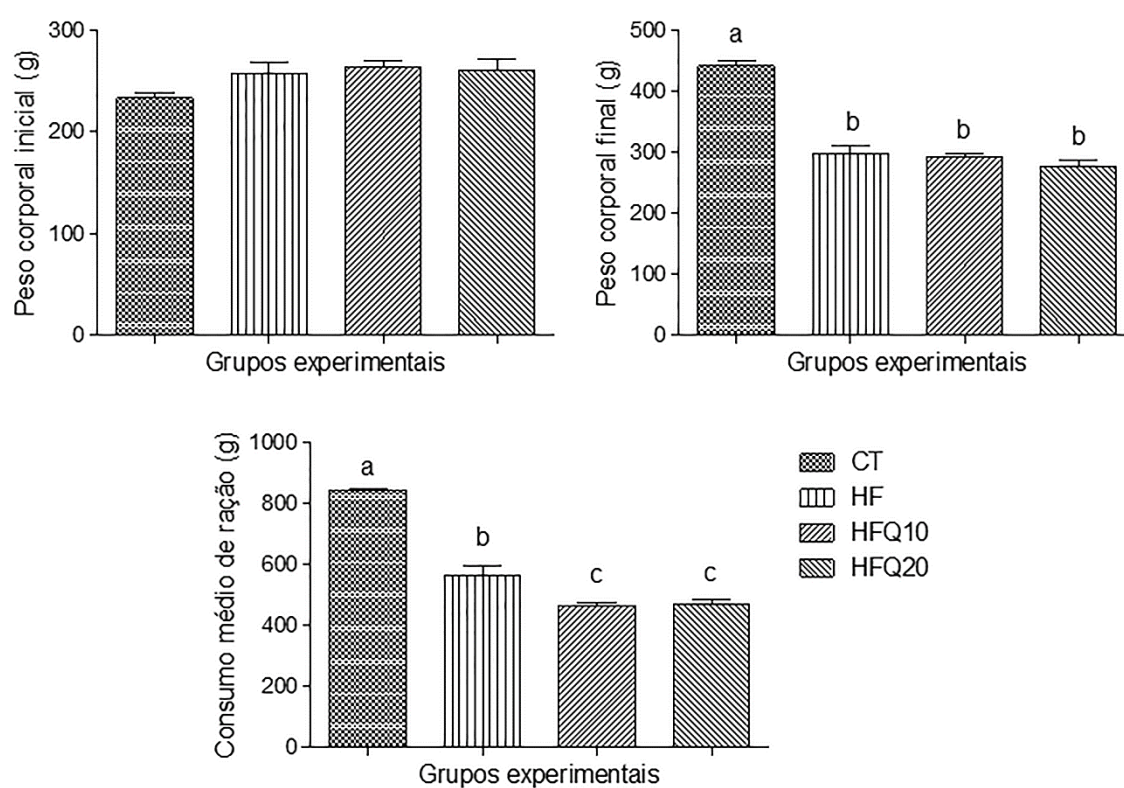 Peso corporal inicial (g)
300
200
100
0
Grupos experimentais
Peso corporal final (g)
500
400
300
200
100
0
a
b
b
b
Grupos experimentais
Consumo médio de ração (g)
1000
800
600
400
200
0
a
b
c
c
Grupos experimentais
CT
HF
HFQ10
HFQ20